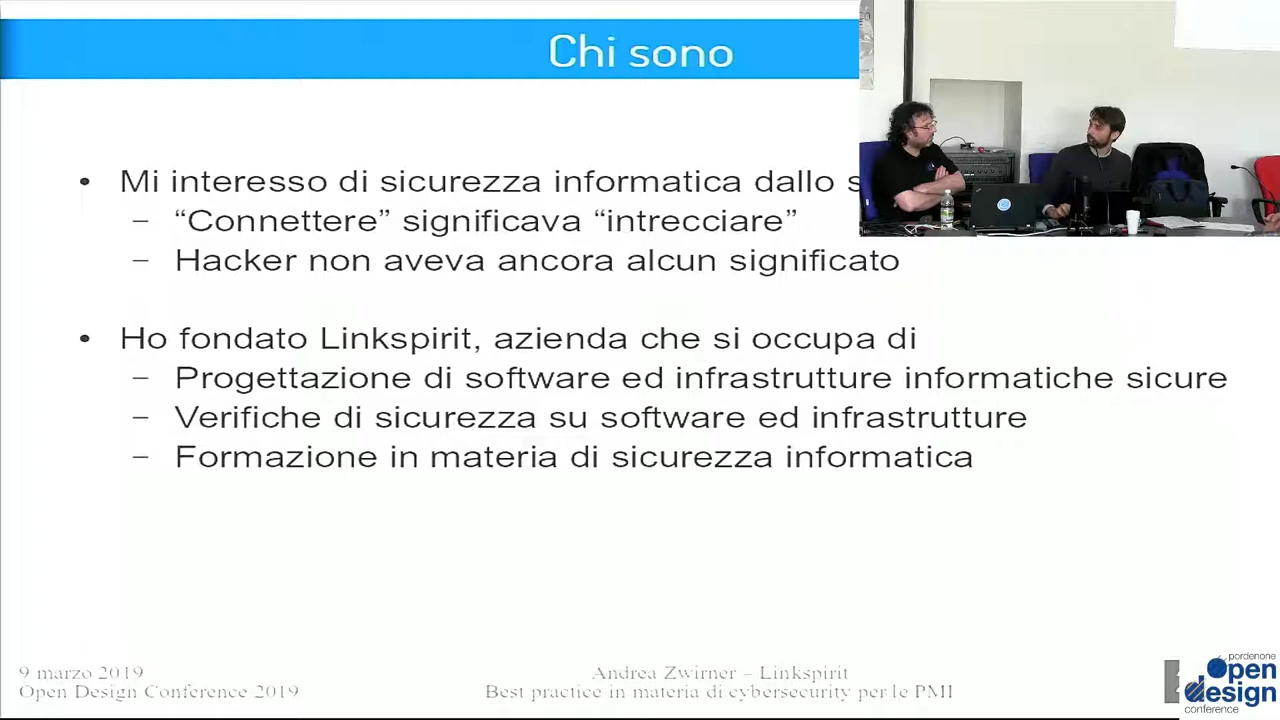 Chi sono
• Mi interesso di sicurezza informatica dallo
– “Connettere” significava “intrecciare”
– Hacker non aveva ancora alcun significato
• Ho fondato Linkspirit, azienda che si occupa di
– Progettazione di software ed infrastrutture informatiche sicure
– Verifiche di sicurezza su software ed infrastrutture
– Formazione in materia di sicurezza informatica
9 marzo 2019
Open Design Conference 2019
Andrea Zwirner – Linkspirit
Best practice in materia di cybersecurity per le PMI
pordenone
open
design
conference